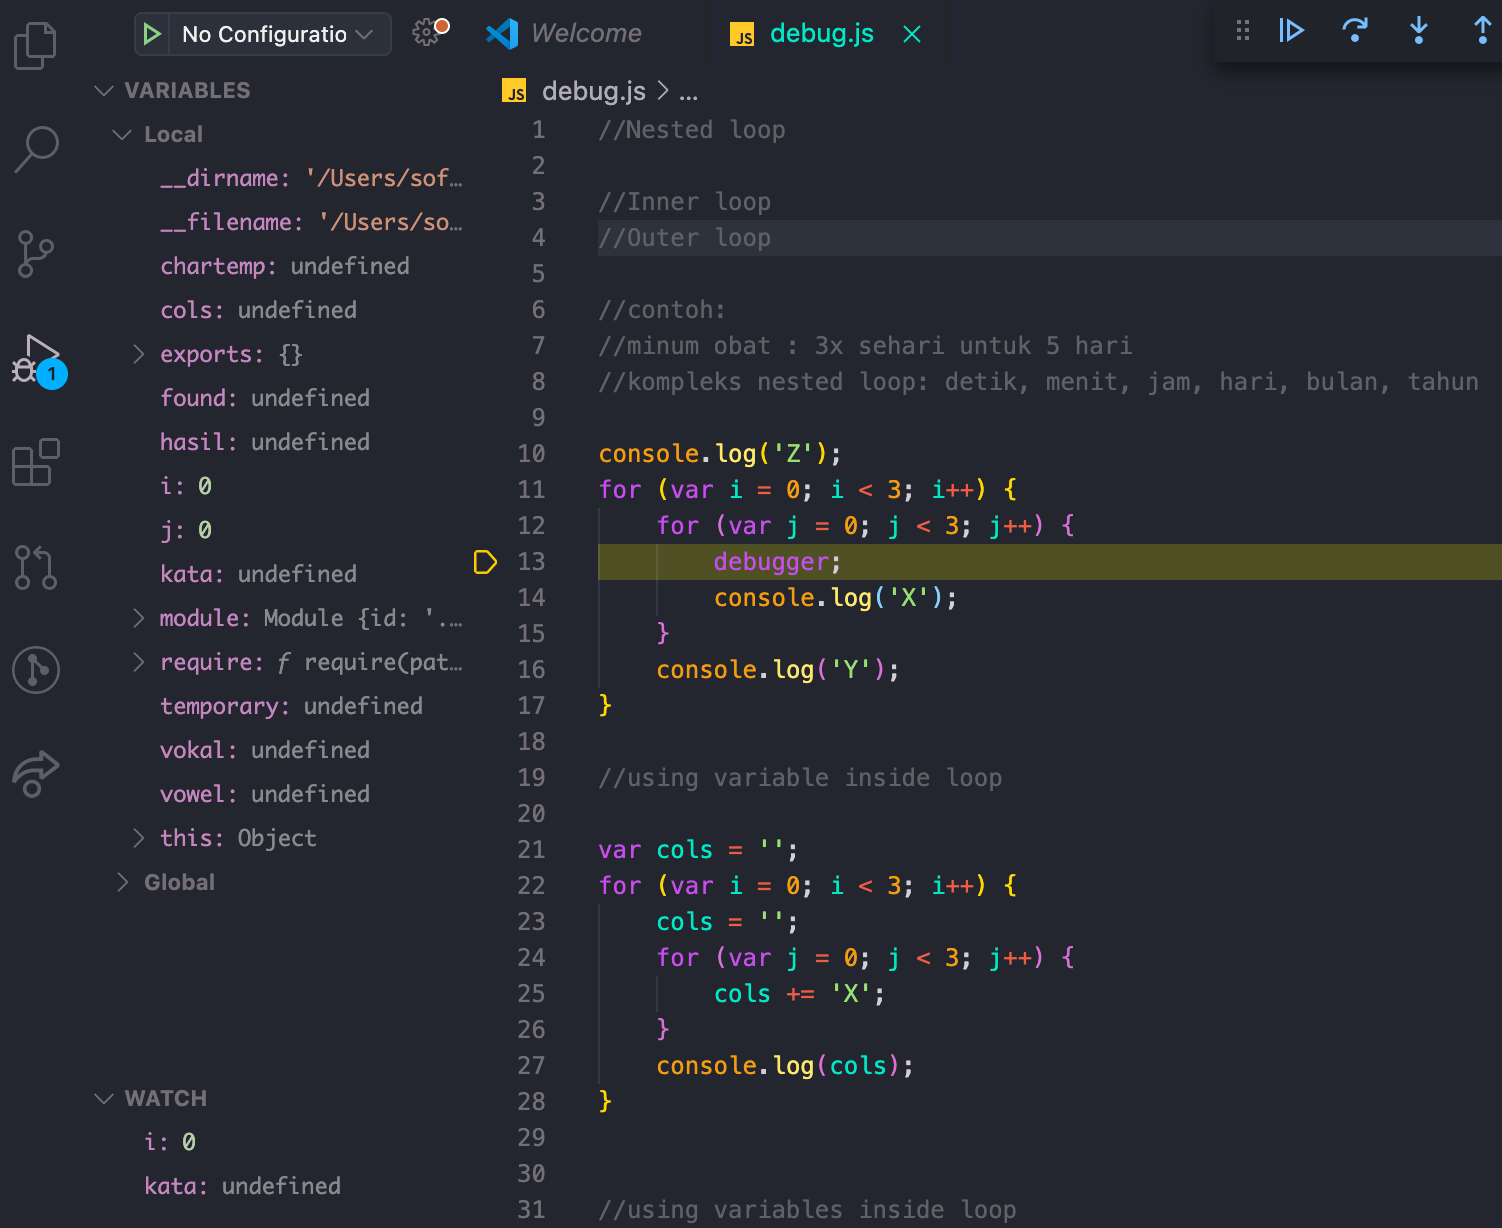 No Configuratio
Welcome
JS debug.js
VARIABLES
Local
__dirname: '/Users/sof…
__filename: '/Users/so…
chartemp: undefined
cols: undefined
exports: {}
found: undefined
hasil: undefined
i: 0
j: 0
kata: undefined
module: Module {id: '.…
require: ƒ require(pat…
temporary: undefined
vokal: undefined
vowel: undefined
this: Object
Global
WATCH
i: 0
kata: undefined
1
JS debug.js > ...
1 //Nested loop
2
3 //Inner loop
4 //Outer loop
5
6 //contoh:
7 //minum obat : 3x sehari untuk 5 hari
8 //kompleks nested loop: detik, menit, jam, hari, bulan, tahun
9
10 console.log('Z');
11 for (var i = 0; i < 3; i++) {
12     for (var j = 0; j < 3; j++) {
13         debugger;
14         console.log('X');
15     }
16     console.log('Y');
17 }
18
19 //using variable inside loop
20
21 var cols = '';
22 for (var i = 0; i < 3; i++) {
23     cols = '';
24     for (var j = 0; j < 3; j++) {
25         cols += 'X';
26     }
27     console.log(cols);
28 }
29
30
31 //using variables inside loop